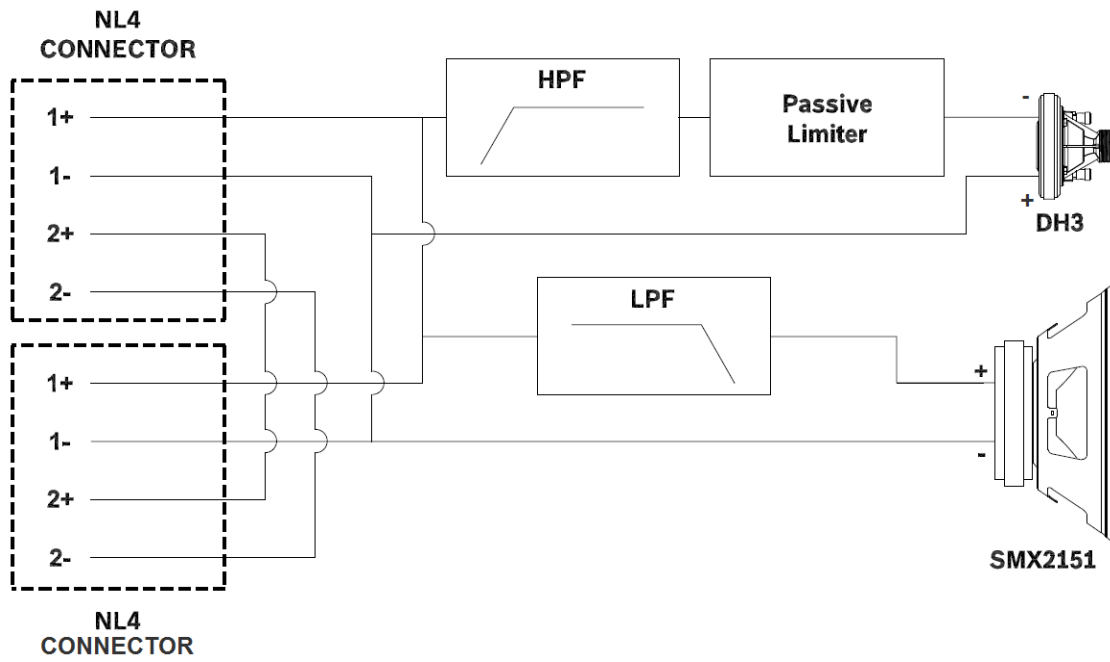 NL4
CONNECTOR
1+
1-
2+
2-
HPF
Passive
Limiter
-
+
DH3
LPF
1+
1-
2+
2-
+
-
SMX2151
NL4
CONNECTOR